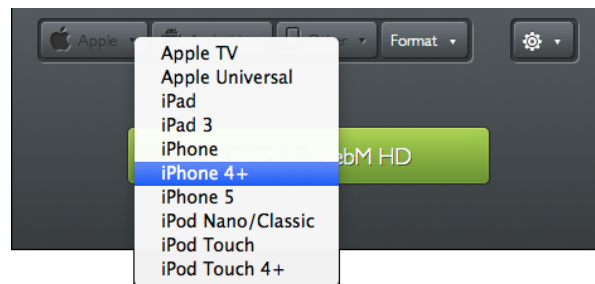 Apple
Format
Apple TV
Apple Universal
iPad
iPad 3
iPhone
iPhone 4+
iPhone 5
iPod Nano/Classic
iPod Touch
iPod Touch 4+
HD